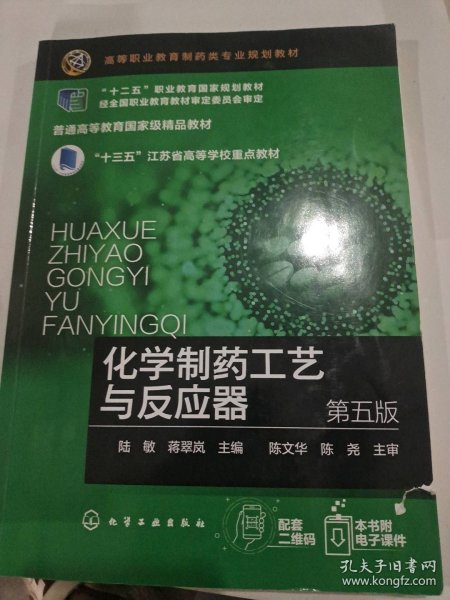 高等职业教育制药类专业规划教材
“十二五”职业教育国家规划教材
经全国职业教育教材审定委员会审定
普通高等教育国家级精品教材
“十三五”江苏省高等学校重点教材
HUAXUE
ZHIYAO
GONGYI
YU
FANYINGQI
化学制药工艺
与反应器
第五版
陆 敏 蒋翠岚 主编 陈文华 陈 尧 主审
化学工业出版社
配套
二维码
本书附
电子课件
孔夫子旧书网
www.kongfz.com